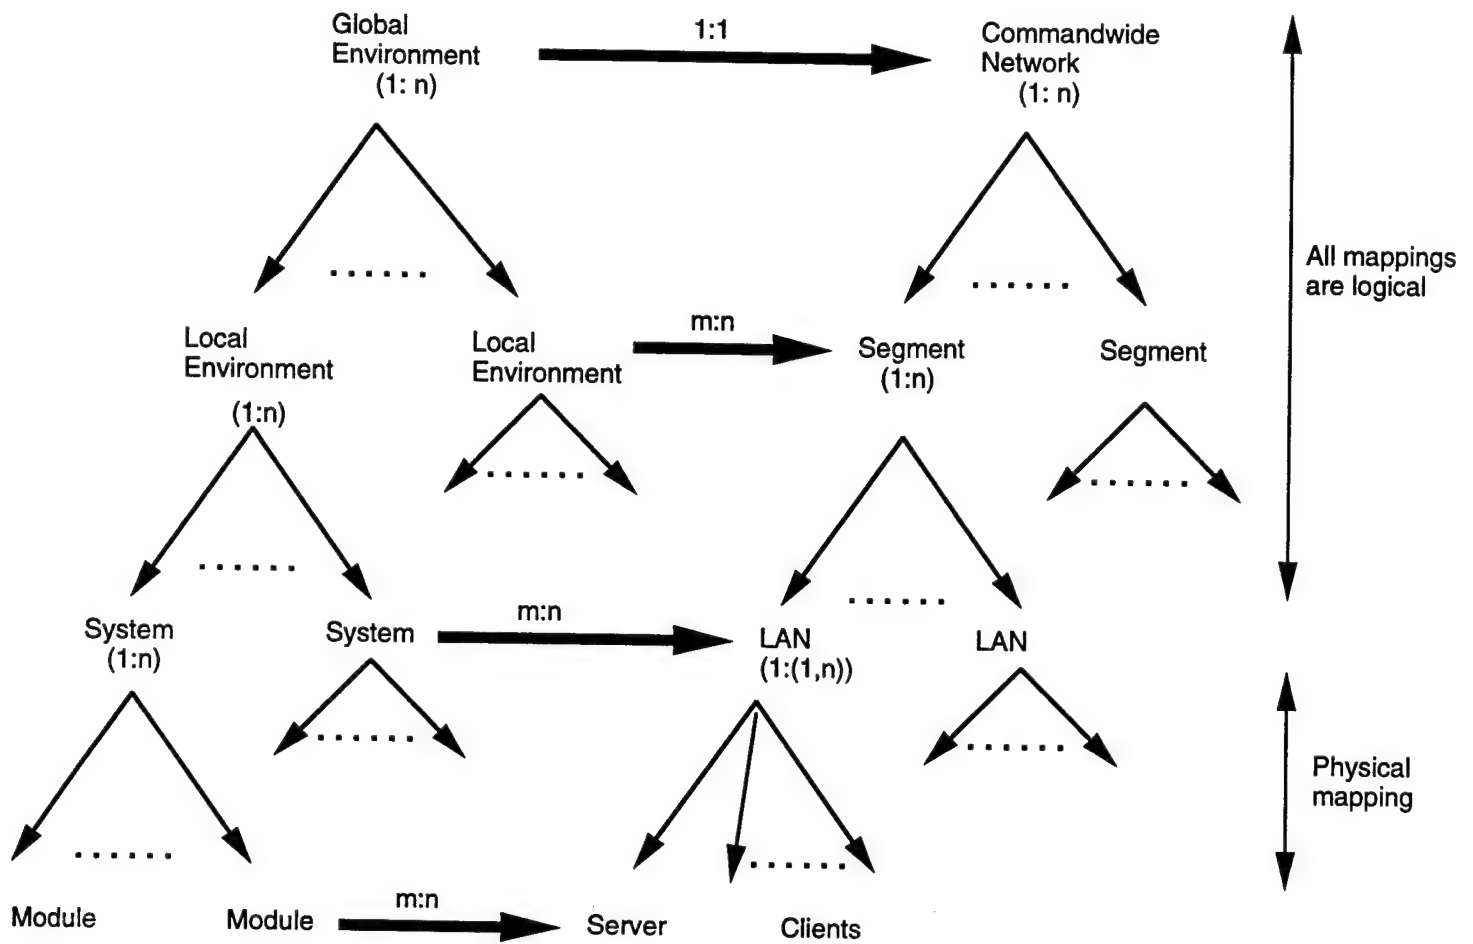 Global
Environment
(1: n)
1:1
Commandwide
Network
(1: n)
All mappings
are logical
Local
Environment
(1:n)
Local
Environment
m:n
Segment
(1:n)
Segment
System
(1:n)
System
m:n
LAN
(1:(1,n))
LAN
Physical
mapping
Module
Module
m:n
Server
Clients